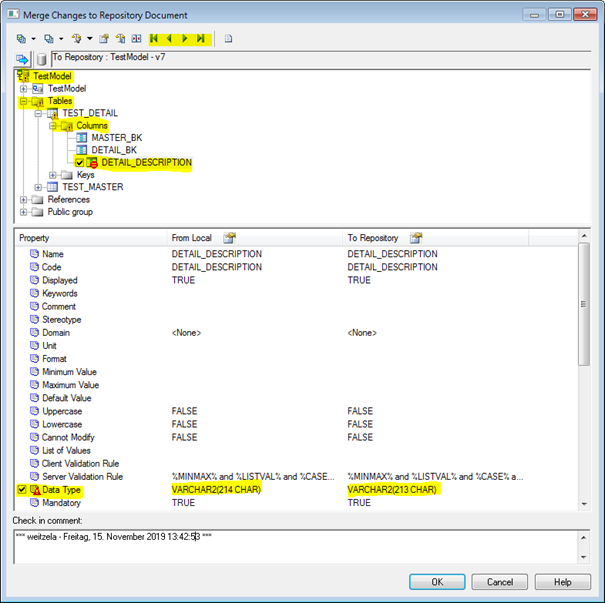 Merge Changes to Repository Document
To Repository : TestModel - v7
TestModel
TestModel
Tables
TEST_DETAIL
Columns
MASTER_BK
DETAIL_BK
DETAIL_DESCRIPTION
Keys
TEST_MASTER
References
Public group
Property From Local To Repository
Name DETAIL_DESCRIPTION DETAIL_DESCRIPTION
Code DETAIL_DESCRIPTION DETAIL_DESCRIPTION
Displayed TRUE TRUE
Keywords
Comment
Stereotype
Domain <None> <None>
Unit
Format
Minimum Value
Maximum Value
Default Value
Uppercase FALSE FALSE
Lowercase FALSE FALSE
Cannot Modify FALSE FALSE
List of Values
Client Validation Rule
Server Validation Rule %MINMAX% and %LISTVAL% and %CASE... %MINMAX% and %LISTVAL% and %CASE% a...
Data Type VARCHAR2(214 CHAR) VARCHAR2(213 CHAR)
Mandatory TRUE TRUE
Check in comment:
*** weitzela - Freitag, 15. November 2019 13:42:53 ***
OK Cancel Help